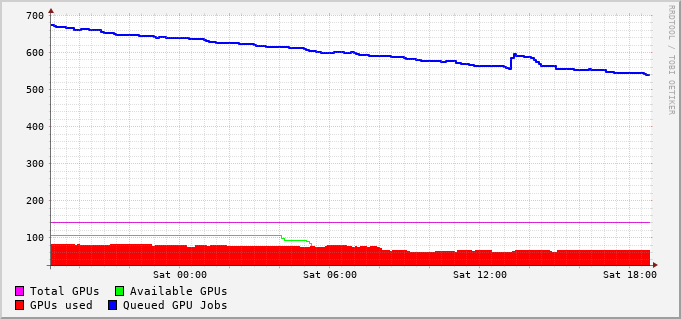 700
600
500
400
300
200
100
Sat 00:00 Sat 06:00 Sat 12:00 Sat 18:00
Total GPUs Available GPUs
GPUs used Queued GPU Jobs
RRDTOOL / TOBI OETIKER